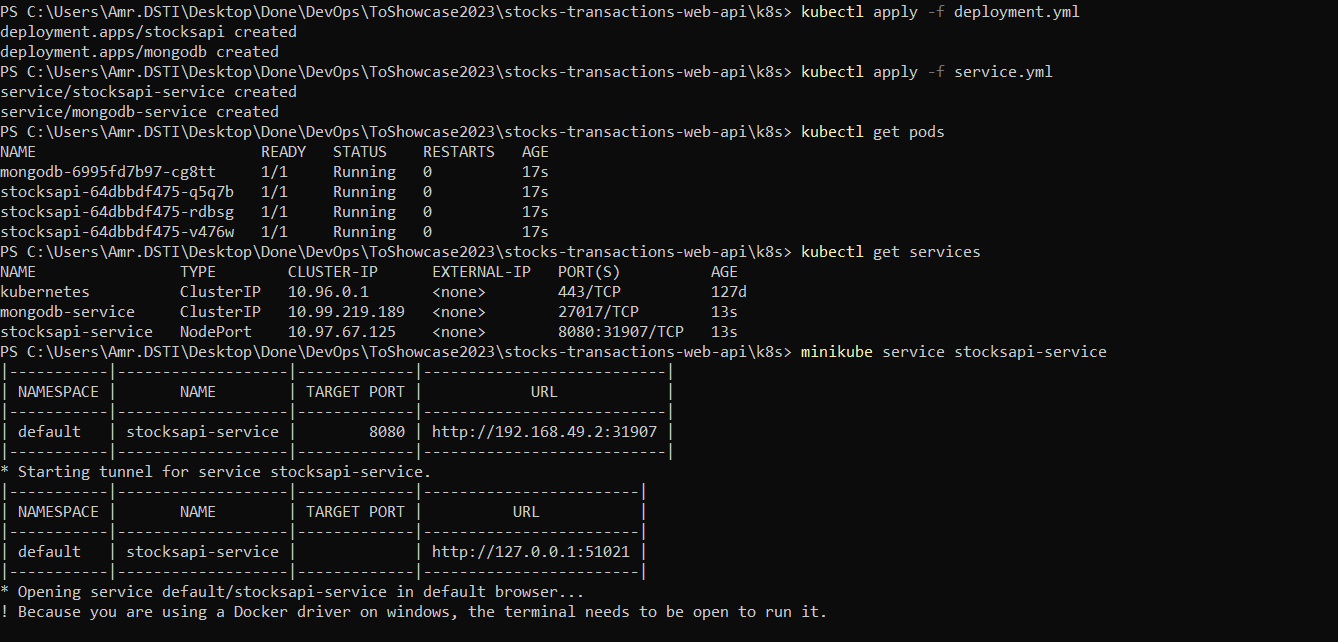 PS C:\Users\Amr.DSTI\Desktop\Done\DevOps\ToShowcase2023\stocks-transactions-web-api\k8s> kubectl apply -f deployment.yml
deployment.apps/stocksapi created
deployment.apps/mongodb created
PS C:\Users\Amr.DSTI\Desktop\Done\DevOps\ToShowcase2023\stocks-transactions-web-api\k8s> kubectl apply -f service.yml
service/stocksapi-service created
service/mongodb-service created
PS C:\Users\Amr.DSTI\Desktop\Done\DevOps\ToShowcase2023\stocks-transactions-web-api\k8s> kubectl get pods
NAME                         READY   STATUS    RESTARTS   AGE
mongodb-6995fd7b97-cg8tt     1/1     Running   0          17s
stocksapi-64dbbdf475-q5q7b   1/1     Running   0          17s
stocksapi-64dbbdf475-rdbsg   1/1     Running   0          17s
stocksapi-64dbbdf475-v476w   1/1     Running   0          17s
PS C:\Users\Amr.DSTI\Desktop\Done\DevOps\ToShowcase2023\stocks-transactions-web-api\k8s> kubectl get services
NAME                TYPE        CLUSTER-IP      EXTERNAL-IP   PORT(S)          AGE
kubernetes          ClusterIP   10.96.0.1       <none>        443/TCP          127d
mongodb-service     ClusterIP   10.99.219.189   <none>        27017/TCP        13s
stocksapi-service   NodePort    10.97.67.125    <none>        8080:31907/TCP   13s
PS C:\Users\Amr.DSTI\Desktop\Done\DevOps\ToShowcase2023\stocks-transactions-web-api\k8s> minikube service stocksapi-service
|-----------|-------------------|-------------|---------------------------|
| NAMESPACE |       NAME        | TARGET PORT |            URL            |
|-----------|-------------------|-------------|---------------------------|
| default   | stocksapi-service |        8080 | http://192.168.49.2:31907 |
|-----------|-------------------|-------------|---------------------------|
* Starting tunnel for service stocksapi-service.
|-----------|-------------------|-------------|------------------------|
| NAMESPACE |       NAME        | TARGET PORT |          URL           |
|-----------|-------------------|-------------|------------------------|
| default   | stocksapi-service |             | http://127.0.0.1:51021 |
|-----------|-------------------|-------------|------------------------|
* Opening service default/stocksapi-service in default browser...
! Because you are using a Docker driver on windows, the terminal needs to be open to run it.